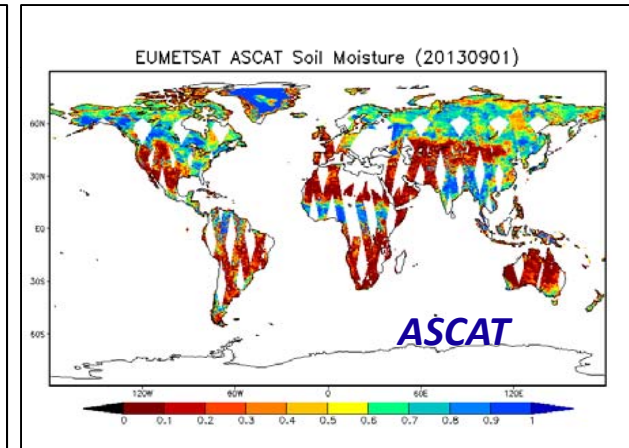 EUMETSAT ASCAT Soil Moisture (20130901)
60N
30N
EQ
30S
60S
ASCAT
120W 60W 0 60E 120E
0 0.1 0.2 0.3 0.4 0.5 0.6 0.7 0.8 0.9 1